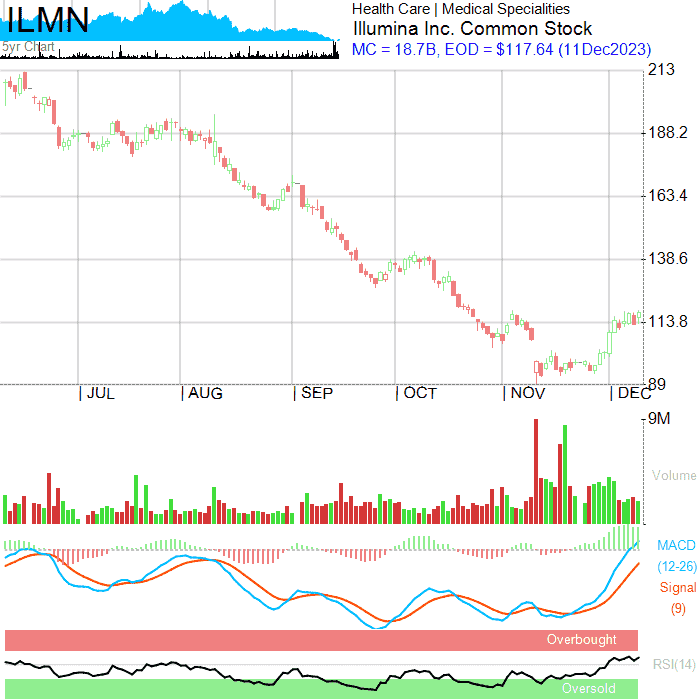 ILMN
5yr Chart
Health Care | Medical Specialities
Illumina Inc. Common Stock
MC = 18.7B, EOD = $117.64 (11Dec2023)
213
188.2
163.4
138.6
113.8
89
| JUL | AUG | SEP | OCT | NOV | DEC
9M
Volume
MACD
(12-26)
Signal
(9)
Overbought
RSI(14)
Oversold